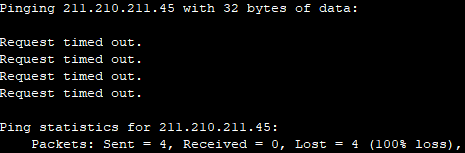 Pinging 211.210.211.45 with 32 bytes of data:
Request timed out.
Request timed out.
Request timed out.
Request timed out.
Ping statistics for 211.210.211.45:
Packets: Sent = 4, Received = 0, Lost = 4 (100% loss),